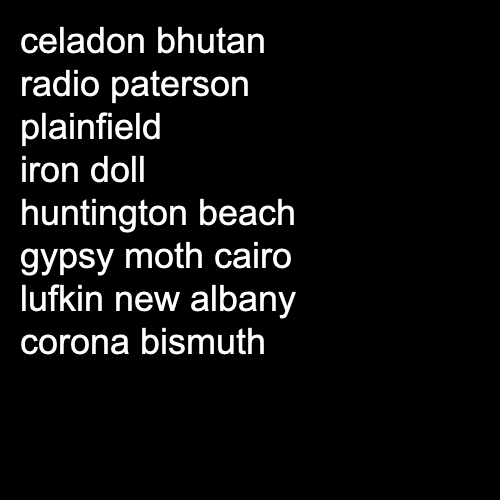 celadon bhutan
radio paterson
plainfield
iron doll
huntington beach
gypsy moth cairo
lufkin new albany
corona bismuth